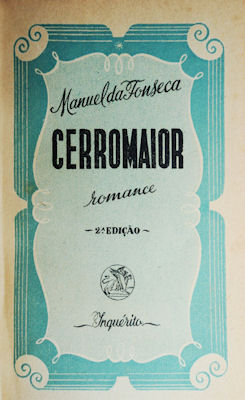 Manuel da Fonseca
CERROMAIOR
romance
- 2ª EDIÇÃO -
Inquérito